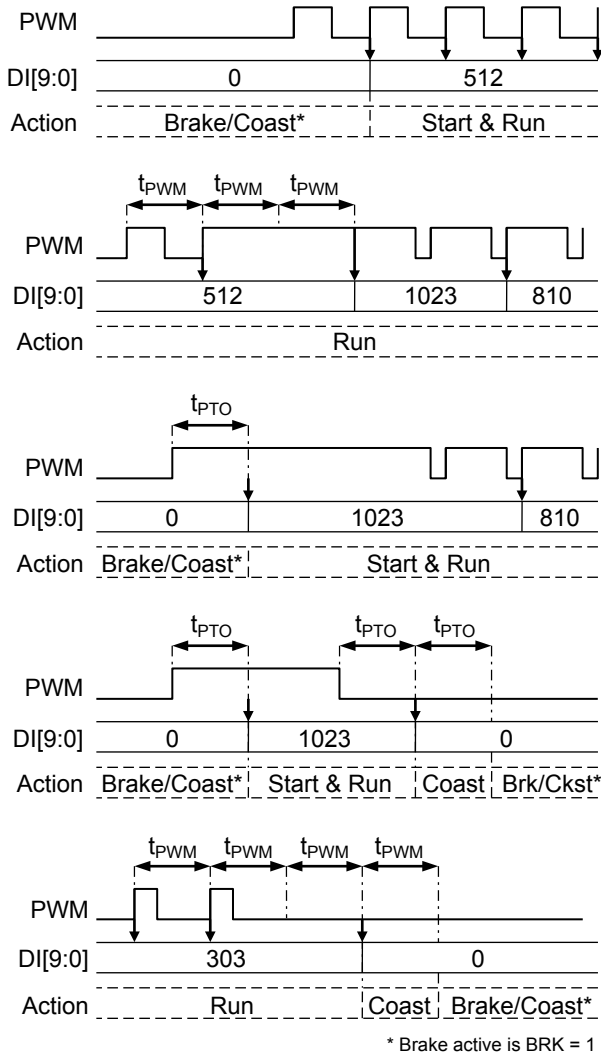 PWM
DI[9:0] 0 512
Action Brake/Coast* Start & Run
tPWM tPWM tPWM
PWM
DI[9:0] 512 1023 810
Action Run
tPTO
PWM
DI[9:0] 0 1023 810
Action Brake/Coast* Start & Run
tPTO tPTO tPTO
PWM
DI[9:0] 0 1023 0
Action Brake/Coast* Start & Run Coast Brk/Ckst*
tPWM tPWM tPWM tPWM
PWM
DI[9:0] 303 0
Action Run Coast Brake/Coast*
* Brake active is BRK = 1